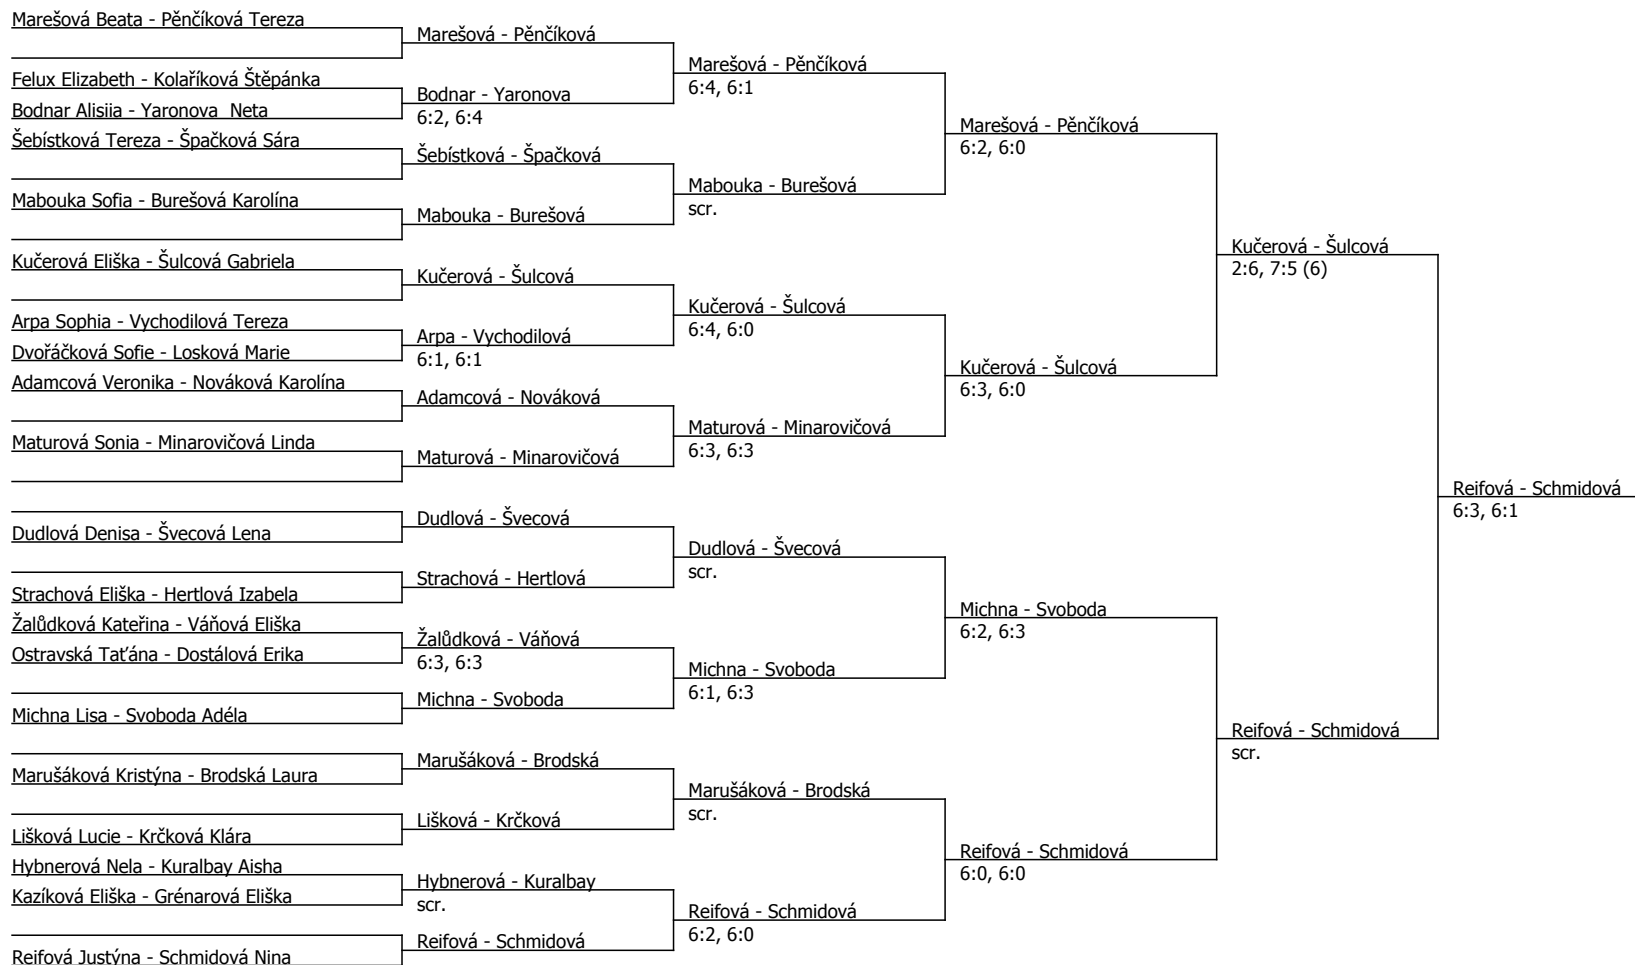 Marešová Beata - Pěnčíková Tereza
Marešová - Pěnčíková
Felux Elizabeth - Kolaříková Štěpánka
Bodnar Alisiia - Yaronova  Neta
Bodnar - Yaronova
6:2, 6:4
Marešová - Pěnčíková
6:4, 6:1
Šebístková Tereza - Špačková Sára
Šebístková - Špačková
Mabouka Sofia - Burešová Karolína
Mabouka - Burešová
Mabouka - Burešová
scr.
Marešová - Pěnčíková
6:2, 6:0
Kučerová Eliška - Šulcová Gabriela
Kučerová - Šulcová
Arpa Sophia - Vychodilová Tereza
Dvořáčková Sofie - Losková Marie
Arpa - Vychodilová
6:1, 6:1
Kučerová - Šulcová
6:4, 6:0
Adamcová Veronika - Nováková Karolína
Adamcová - Nováková
Maturová Sonia - Minarovičová Linda
Maturová - Minarovičová
Maturová - Minarovičová
6:3, 6:3
Kučerová - Šulcová
6:3, 6:0
Kučerová - Šulcová
2:6, 7:5 (6)
Dudlová Denisa - Švecová Lena
Dudlová - Švecová
Strachová Eliška - Hertlová Izabela
Strachová - Hertlová
Dudlová - Švecová
scr.
Žalůdková Kateřina - Váňová Eliška
Ostravská Taťána - Dostálová Erika
Žalůdková - Váňová
6:3, 6:3
Michna Lisa - Svoboda Adéla
Michna - Svoboda
Michna - Svoboda
6:1, 6:3
Michna - Svoboda
6:2, 6:3
Marušáková Kristýna - Brodská Laura
Marušáková - Brodská
Lišková Lucie - Krčková Klára
Lišková - Krčková
Marušáková - Brodská
scr.
Hybnerová Nela - Kuralbay Aisha
Kazíková Eliška - Grénarová Eliška
Hybnerová - Kuralbay
scr.
Reifová Justýna - Schmidová Nina
Reifová - Schmidová
Reifová - Schmidová
6:2, 6:0
Reifová - Schmidová
6:0, 6:0
Reifová - Schmidová
scr.
Reifová - Schmidová
6:3, 6:1